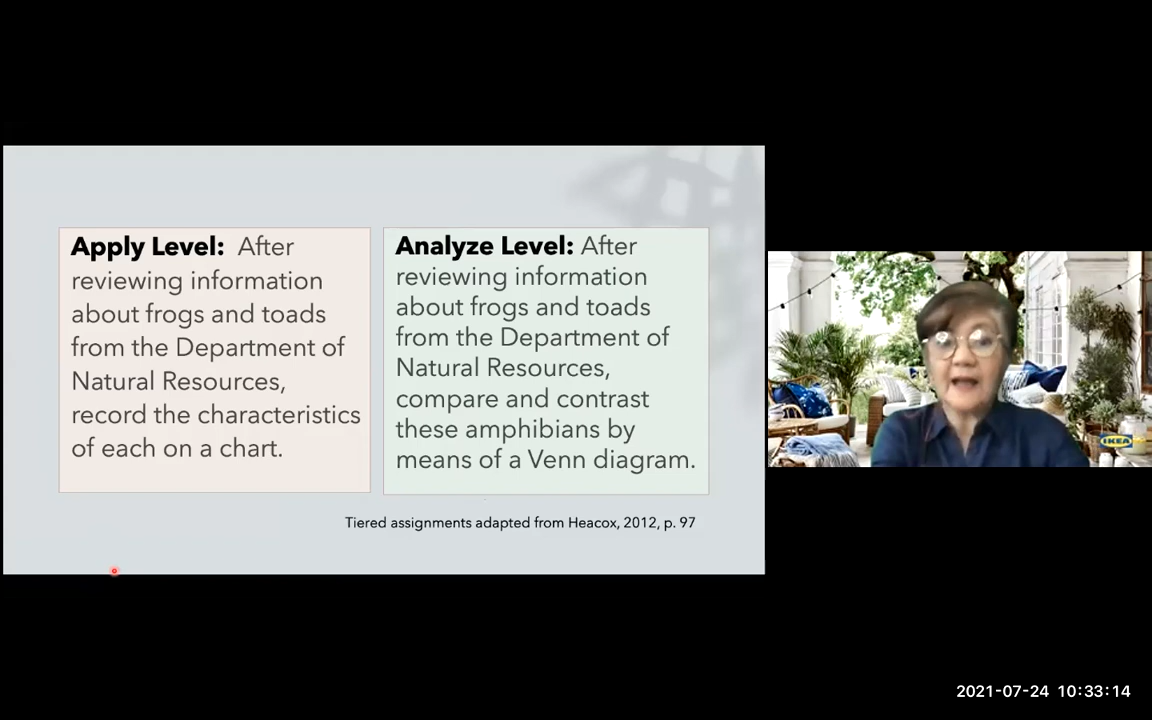 Apply Level: After
reviewing information
about frogs and toads
from the Department of
Natural Resources,
record the characteristics
of each on a chart.
Analyze Level: After
reviewing information
about frogs and toads
from the Department of
Natural Resources,
compare and contrast
these amphibians by
means of a Venn diagram.
Tiered assignments adapted from Heacox, 2012, p. 97
IKEA
2021-07-24 10:33:14